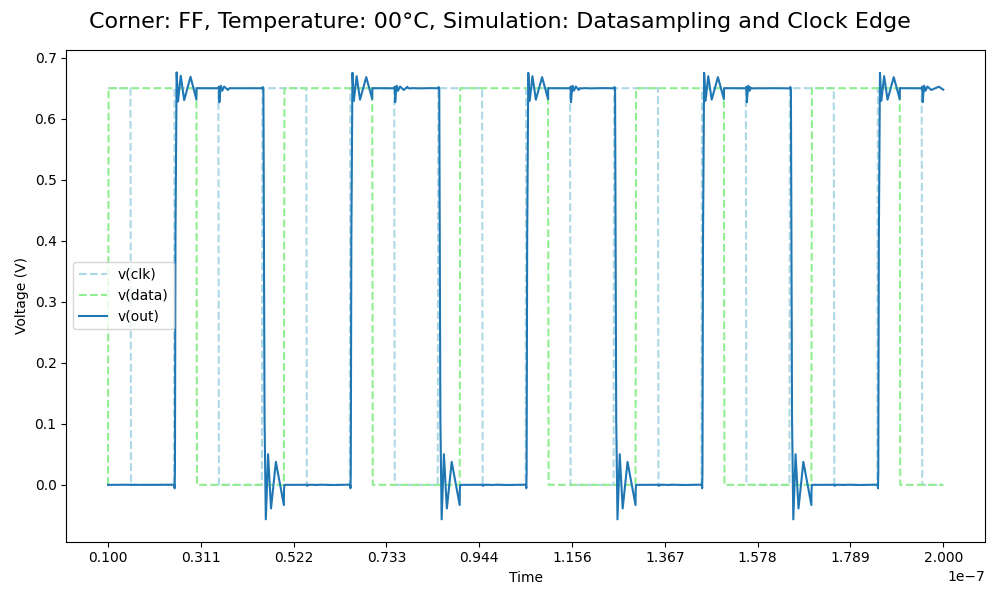 Corner: FF, Temperature: 00°C, Simulation: Datasampling and Clock Edge
0.7
0.6
0.5
0.4
0.3
0.2
0.1
0.0
Voltage (V)
v(clk)
v(data)
v(out)
0.100 0.311 0.522 0.733 0.944 1.156 1.367 1.578 1.789 2.000
Time
1e−7